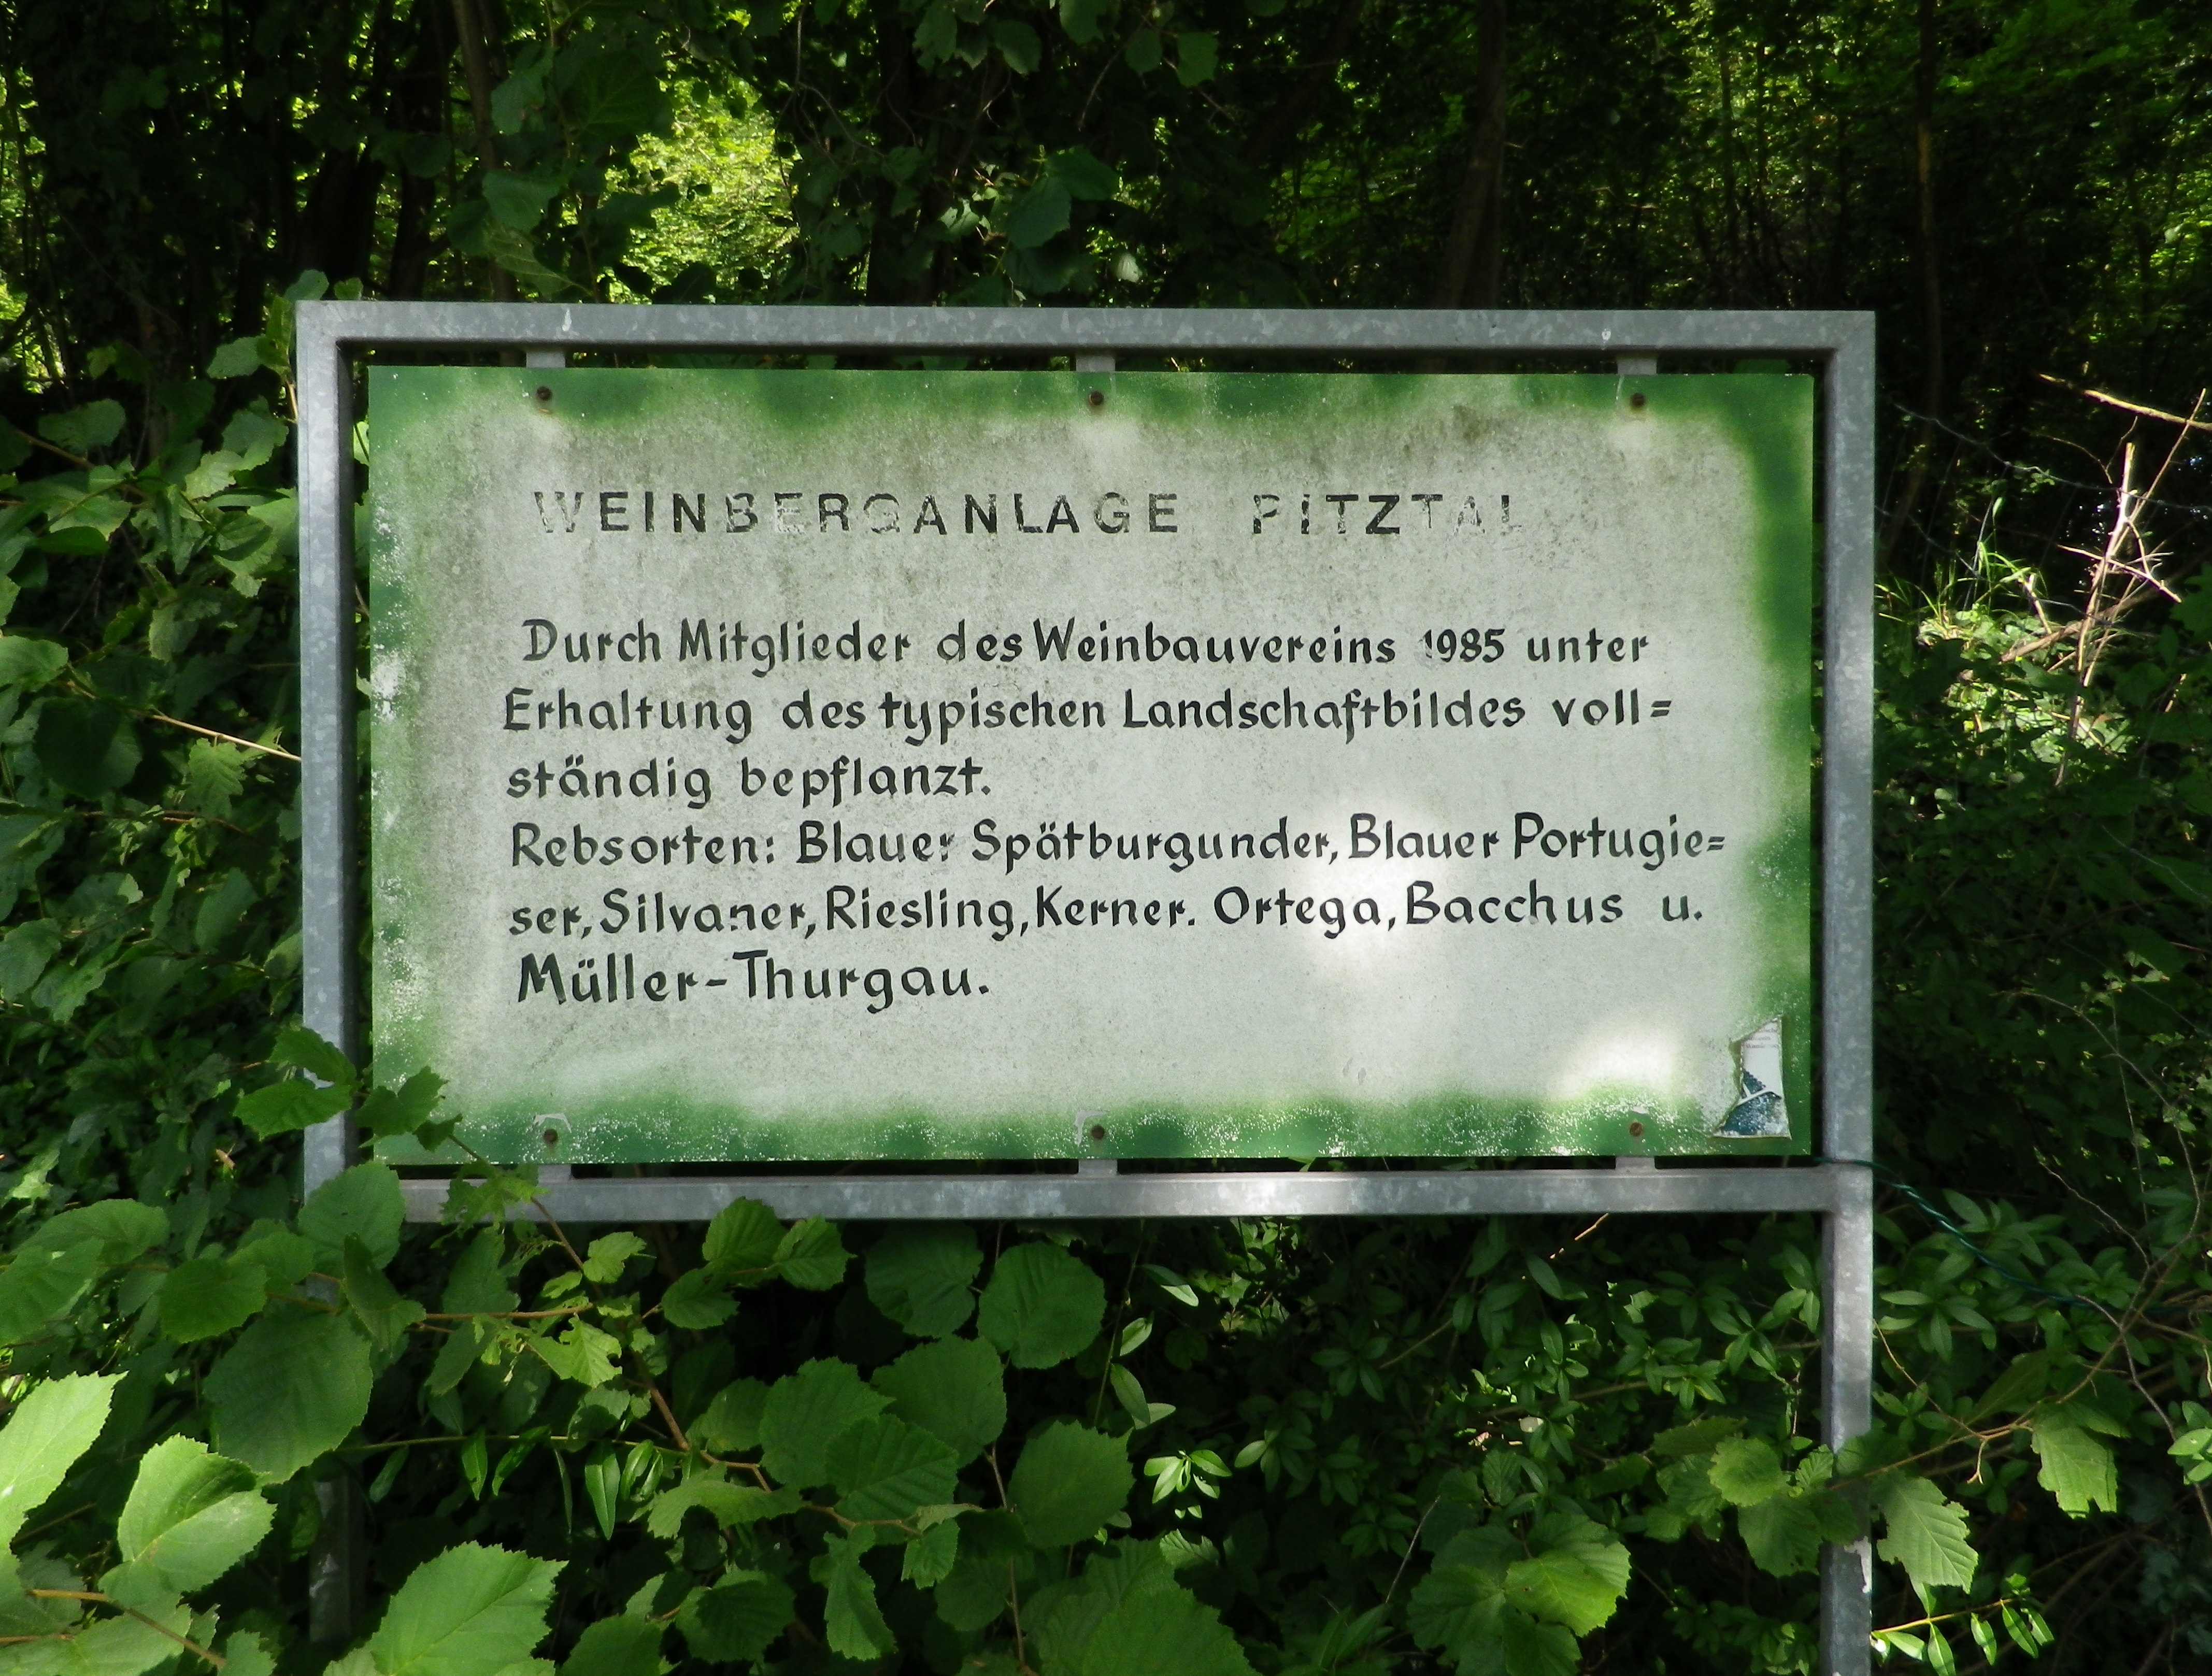 WEINBERGANLAGE PITZTAL
Durch Mitglieder des Weinbauvereins 1985 unter
Erhaltung des typischen Landschaftbildes voll=
ständig bepflanzt.
Rebsorten: Blauer Spätburgunder, Blauer Portugie=
ser, Silvaner, Riesling, Kerner. Ortega, Bacchus u.
Müller-Thurgau.